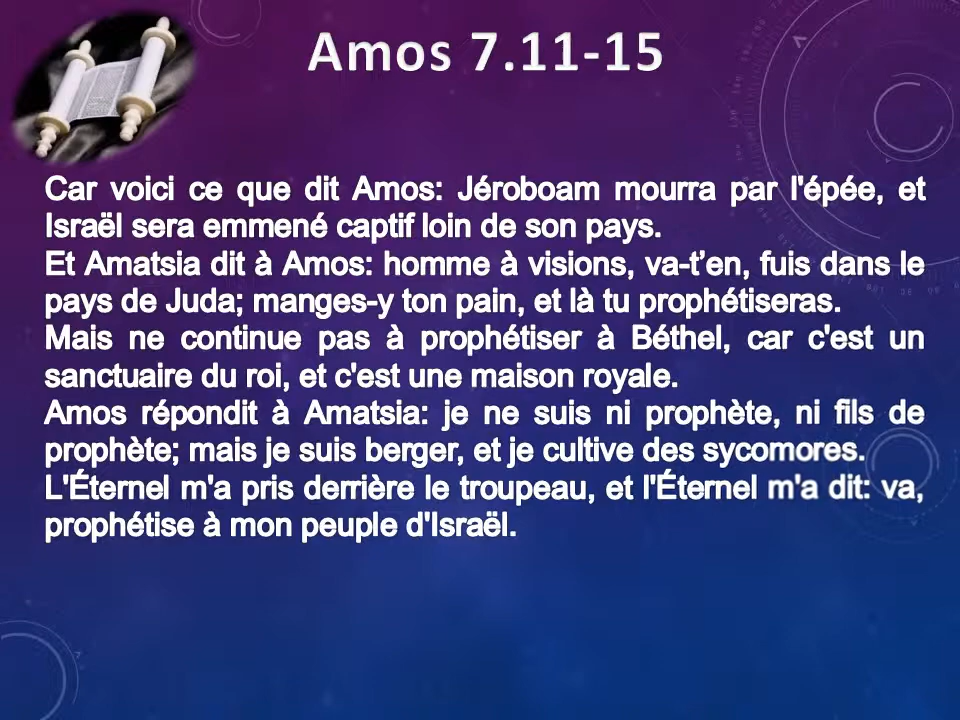 Amos 7.11-15
Car voici ce que dit Amos: Jéroboam mourra par l'épée, et
Israël sera emmené captif loin de son pays.
Et Amatsia dit à Amos: homme à visions, va-t’en, fuis dans le
pays de Juda; manges-y ton pain, et là tu prophétiseras.
Mais ne continue pas à prophétiser à Béthel, car c'est un
sanctuaire du roi, et c'est une maison royale.
Amos répondit à Amatsia: je ne suis ni prophète, ni fils de
prophète; mais je suis berger, et je cultive des sycomores.
L'Éternel m'a pris derrière le troupeau, et l'Éternel m'a dit: va,
prophétise à mon peuple d'Israël.